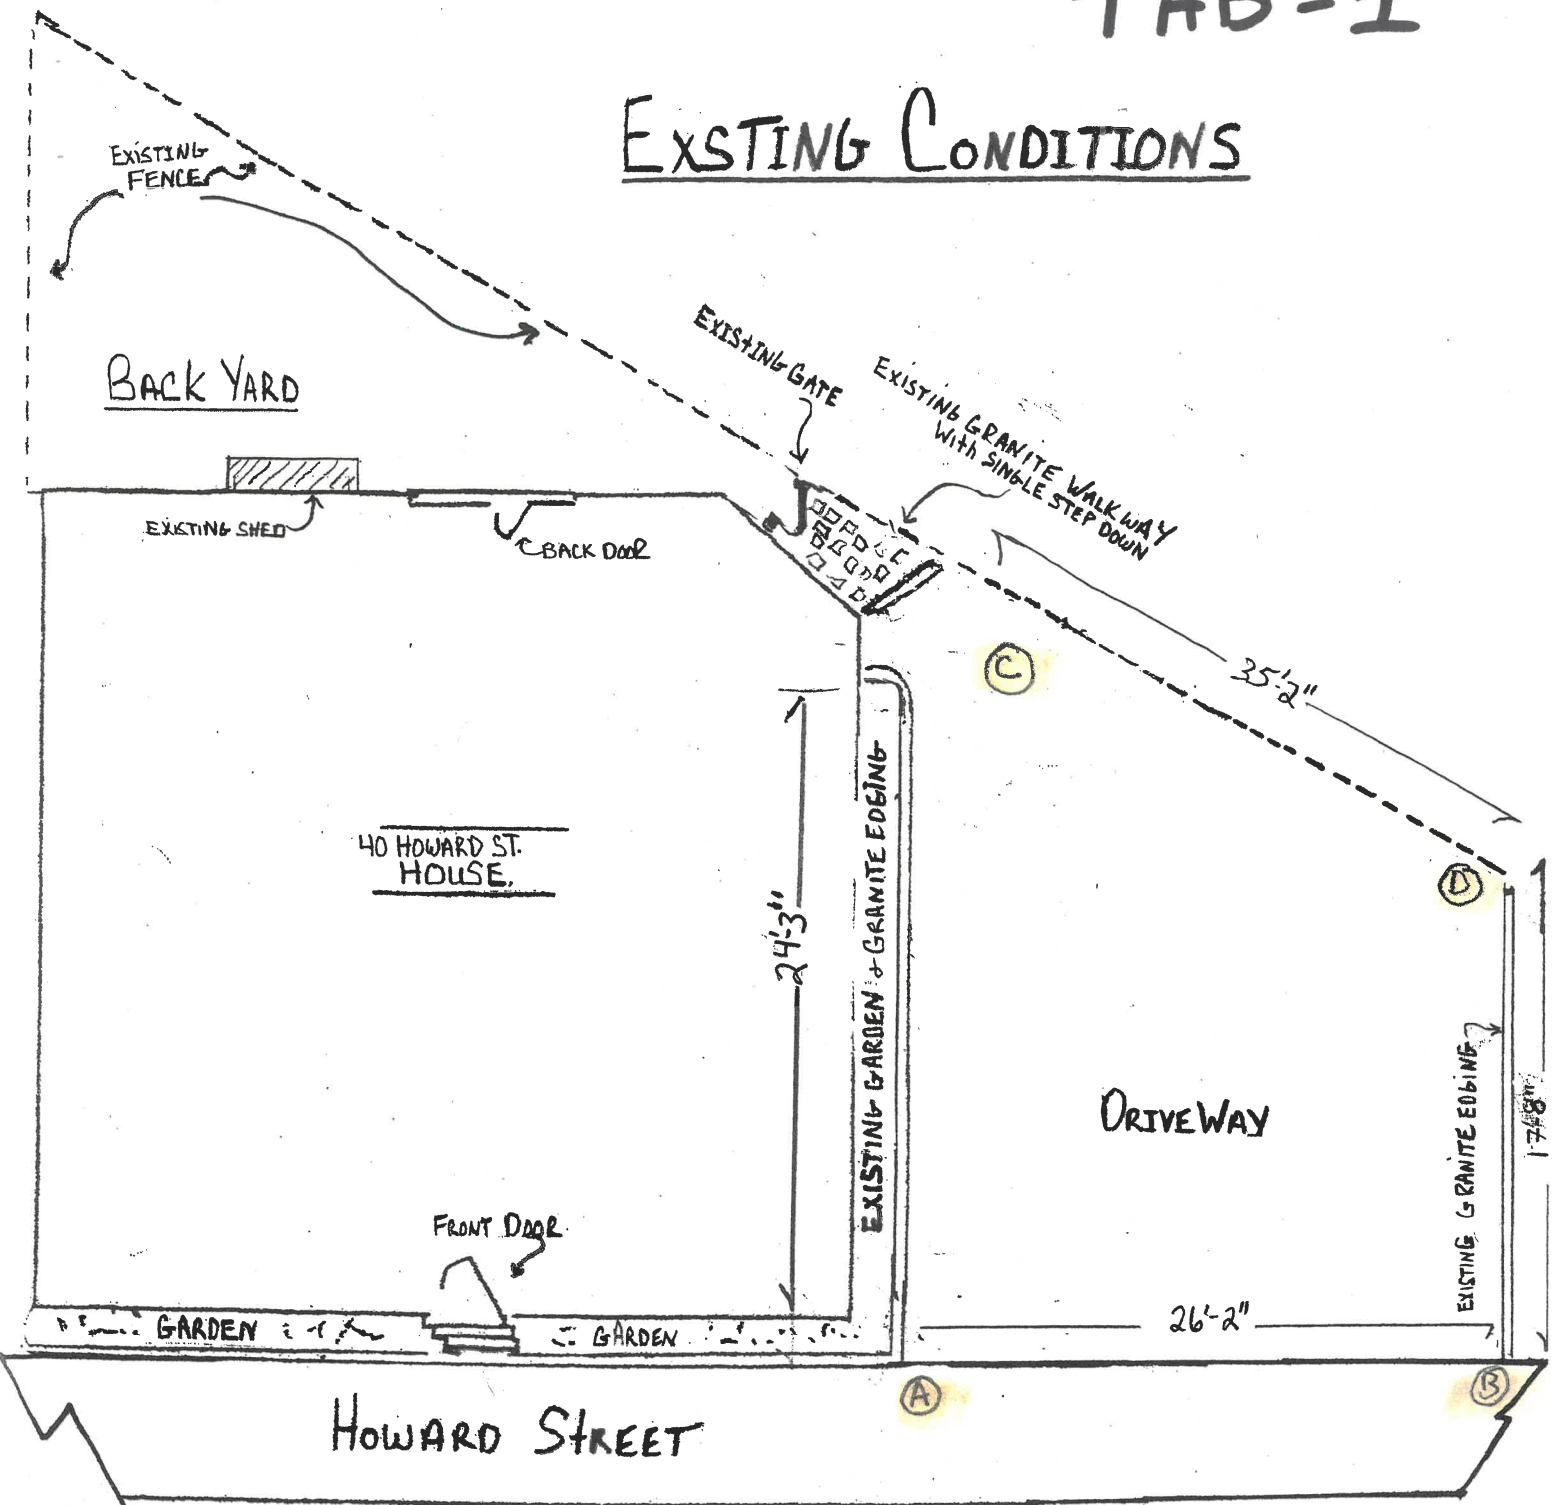 TAB-1
EXSTING CONDITIONS
EXISTING
FENCE
BACK YARD
EXISTING GATE
EXISTING GRANITE WALKWAY
With SINGLE STEP DOWN
EXISTING SHED
BACK DOOR
C
35'-2"
D
40 HOWARD ST.
HOUSE.
24'-3"
EXISTING GARDEN & GRANITE EDGING
DRIVEWAY
EXISTING GRANITE EDGING
17'-8"
FRONT DOOR
GARDEN
GARDEN
26'-2"
A
B
HOWARD STREET